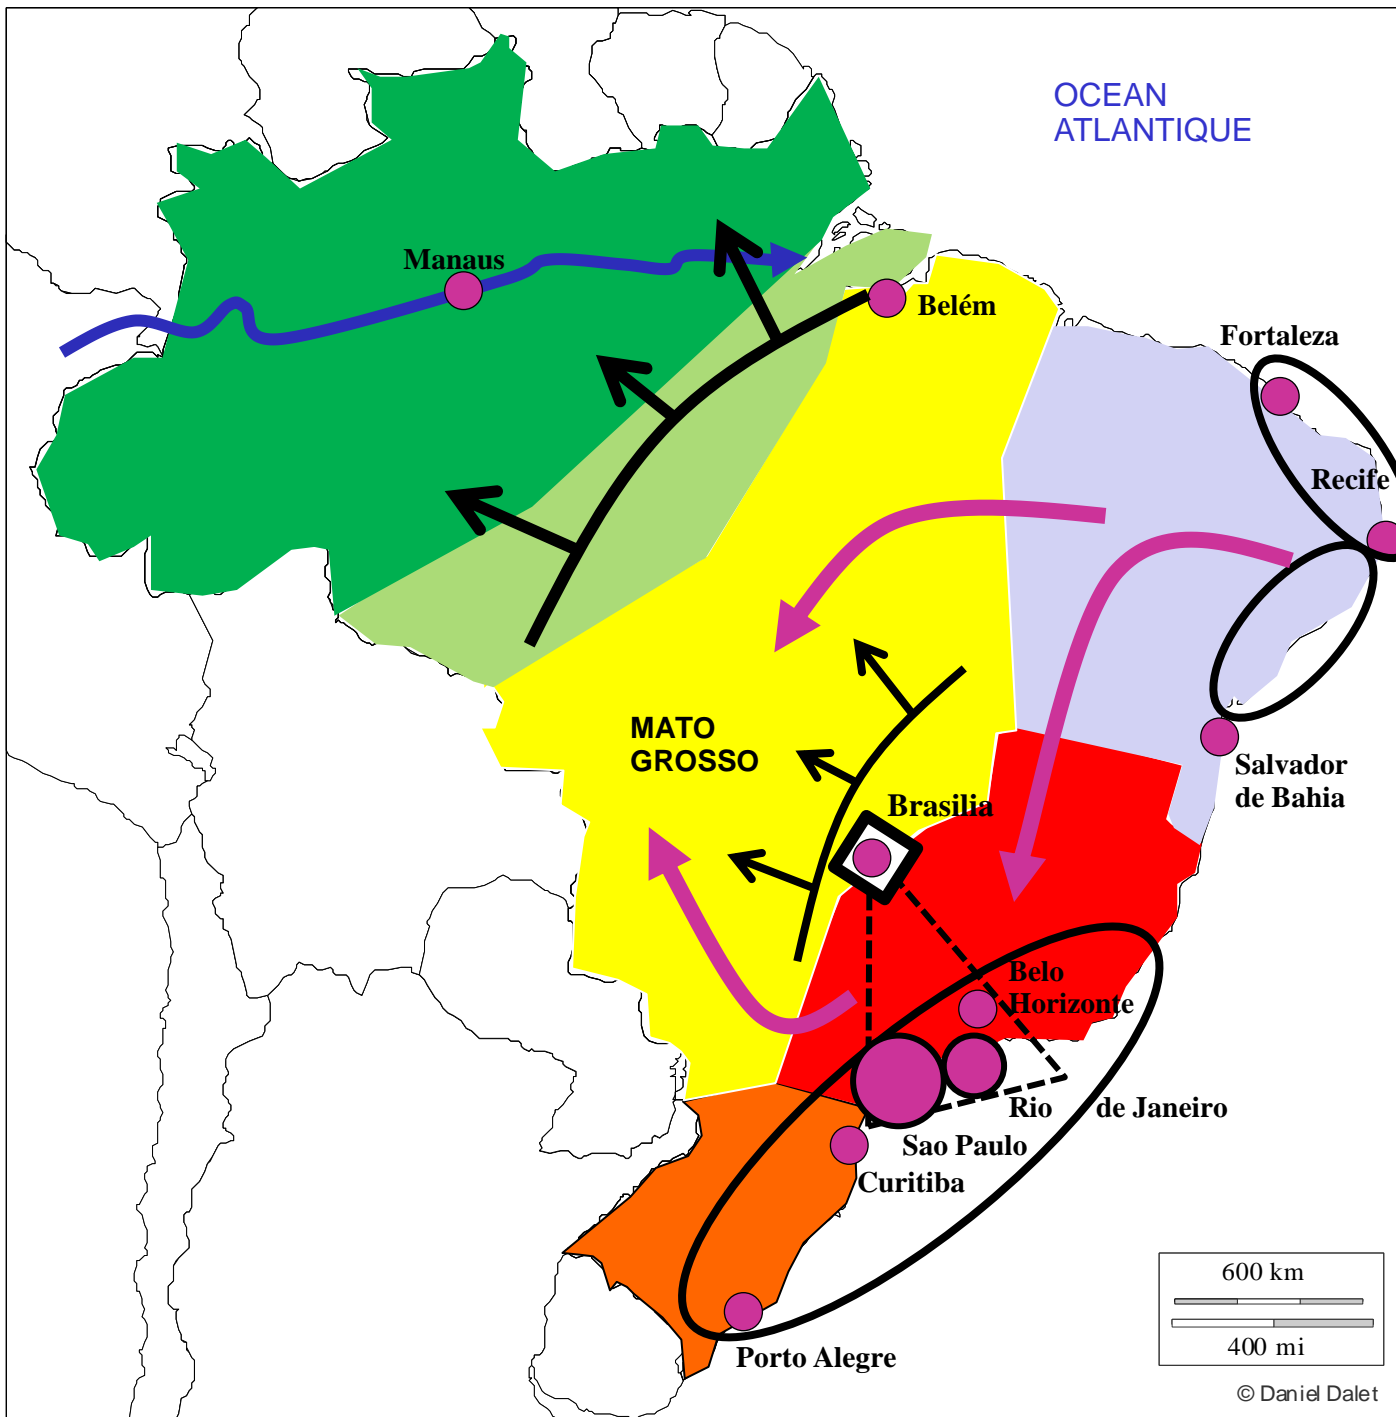 OCEAN
ATLANTIQUE
Manaus
Belém
Fortaleza
Recife
MATO
GROSSO
Salvador
de Bahia
Brasilia
Belo
Horizonte
Rio de Janeiro
Sao Paulo
Curitiba
Porto Alegre
600 km
400 mi
© Daniel Dalet